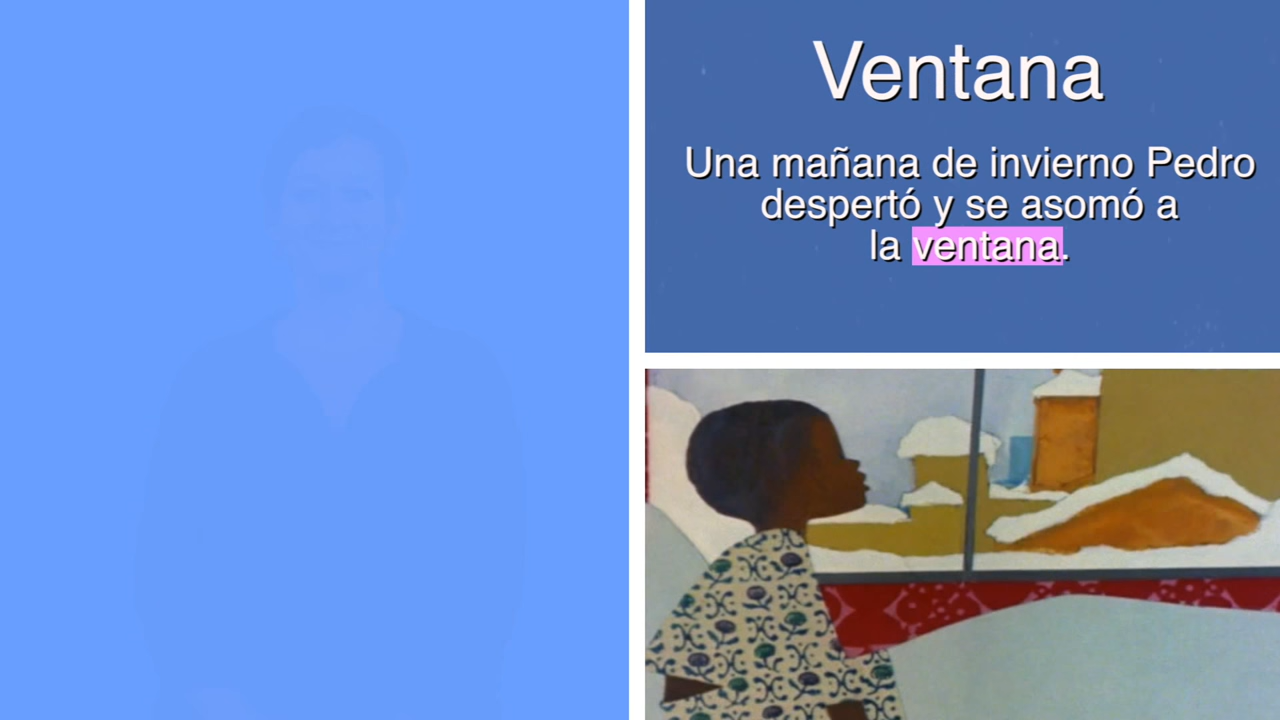 Ventana
Una mañana de invierno Pedro
despertó y se asomó a
la ventana.